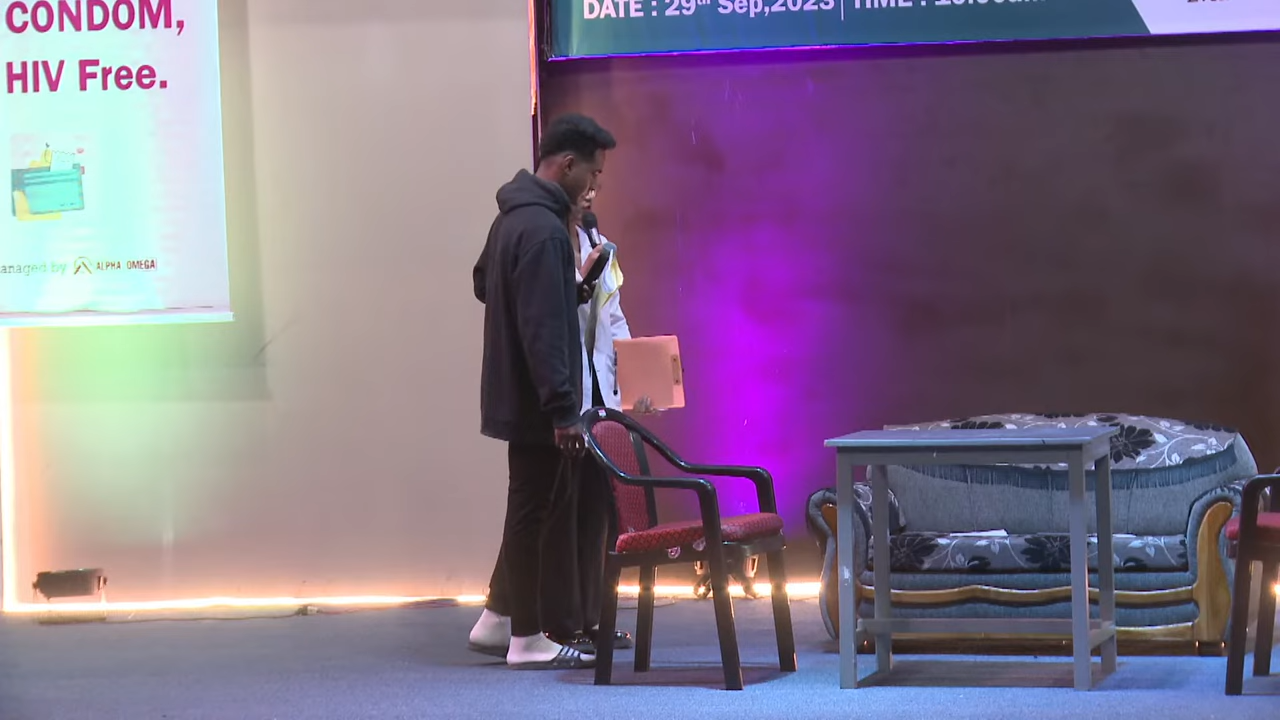 CONDOM,
HIV Free.
anaged by ALPHA OMEGA
DATE : 29th Sep,2023 | TIME :